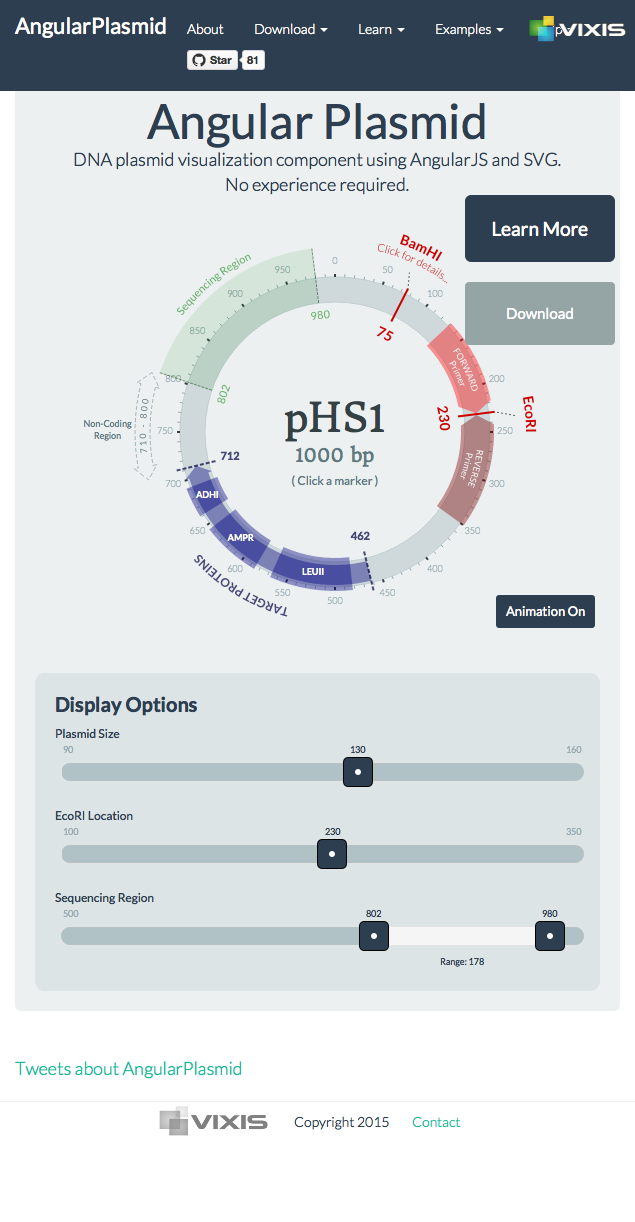 AngularPlasmid
About
Download
Learn
Examples
VIXIS
Star
81
Angular Plasmid
DNA plasmid visualization component using AngularJS and SVG.
No experience required.
Learn More
Download
Sequencing Region
BamHI
Click for details...
0
50
100
200
250
300
350
400
450
500
550
600
650
700
750
800
850
900
950
980
802
75
230
EcoRI
FORWARD
Primer
REVERSE
Primer
Non-Coding
Region
710 - 800
pHS1
1000 bp
( Click a marker )
712
462
ADHI
AMPR
LEUII
TARGET PROTEINS
Animation On
Display Options
Plasmid Size
90
130
160
EcoRI Location
100
230
350
Sequencing Region
500
802
980
Range: 178
Tweets about AngularPlasmid
VIXIS
Copyright 2015
Contact